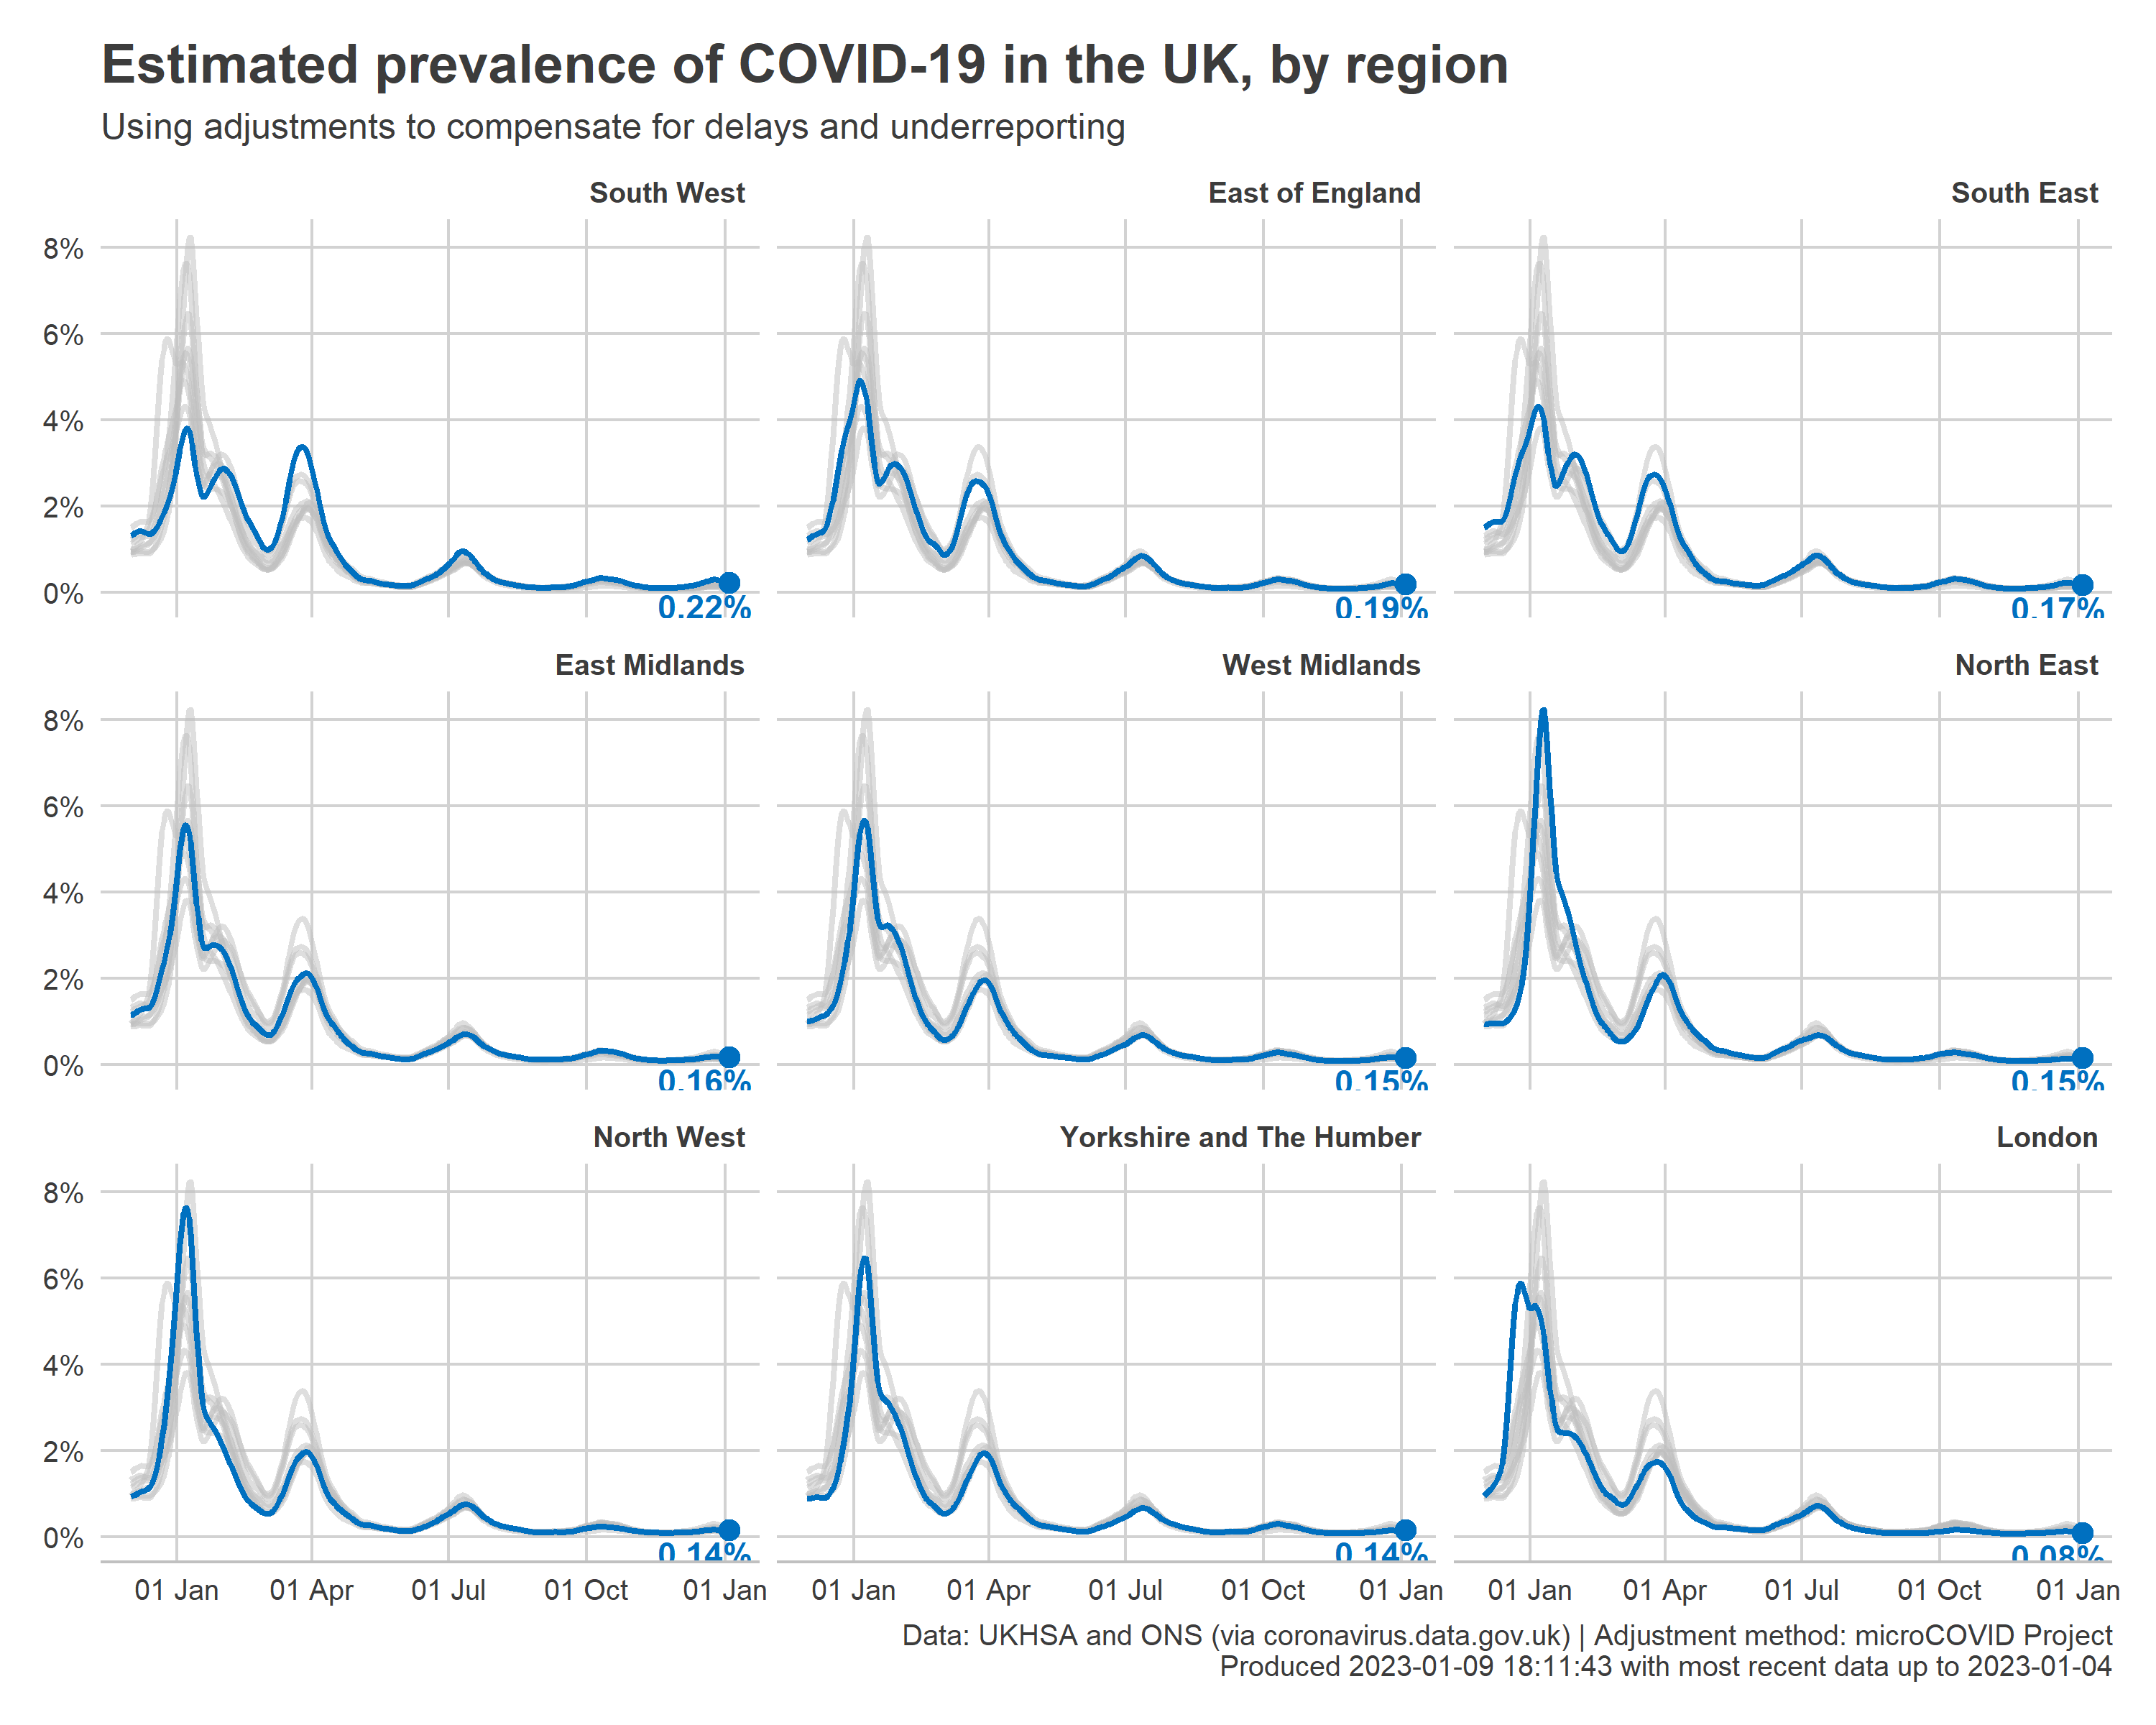 Estimated prevalence of COVID-19 in the UK, by region
Using adjustments to compensate for delays and underreporting
South West
East of England
South East
8%
6%
4%
2%
0%
0.22%
0.19%
0.17%
East Midlands
West Midlands
North East
8%
6%
4%
2%
0%
0.16%
0.15%
0.15%
North West
Yorkshire and The Humber
London
8%
6%
4%
2%
0%
0.14%
0.14%
0.08%
01 Jan 01 Apr 01 Jul 01 Oct 01 Jan
01 Jan 01 Apr 01 Jul 01 Oct 01 Jan
01 Jan 01 Apr 01 Jul 01 Oct 01 Jan
Data: UKHSA and ONS (via coronavirus.data.gov.uk) | Adjustment method: microCOVID Project
Produced 2023-01-09 18:11:43 with most recent data up to 2023-01-04